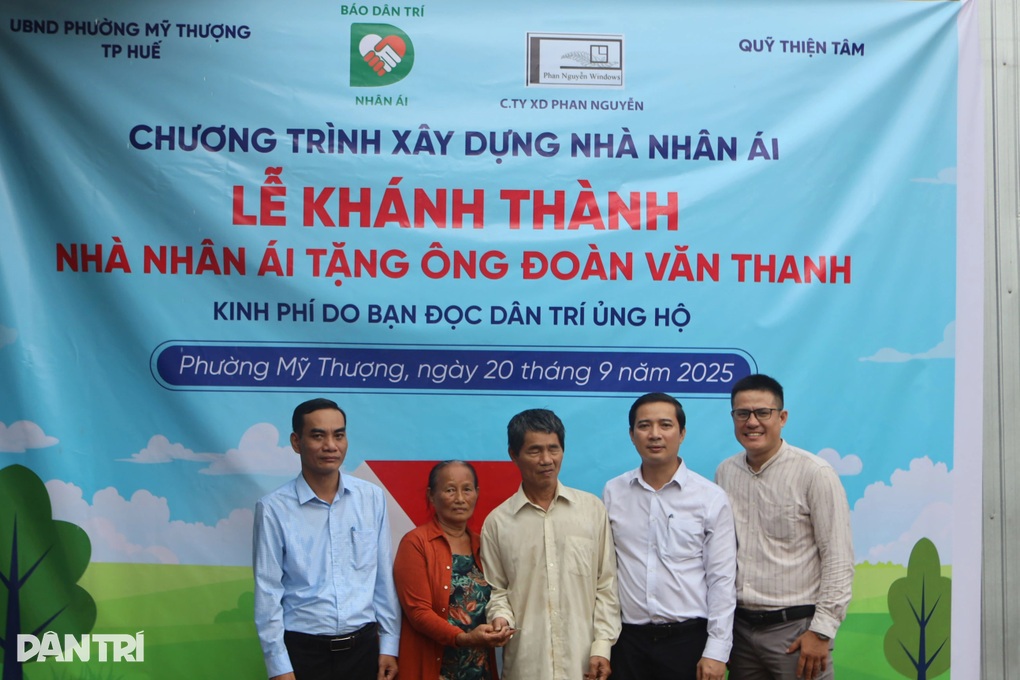 UBND PHƯỜNG MỸ THƯỢNG
TP HUẾ
BÁO DÂN TRÍ
NHÂN ÁI
Phan Nguyễn Windows
C.TY XD PHAN NGUYỄN
QUỸ THIỆN TÂM
CHƯƠNG TRÌNH XÂY DỰNG NHÀ NHÂN ÁI
LỄ KHÁNH THÀNH
NHÀ NHÂN ÁI TẶNG ÔNG ĐOÀN VĂN THANH
KINH PHÍ DO BẠN ĐỌC DÂN TRÍ ỦNG HỘ
Phường Mỹ Thượng, ngày 20 tháng 9 năm 2025
DÂN TRÍ